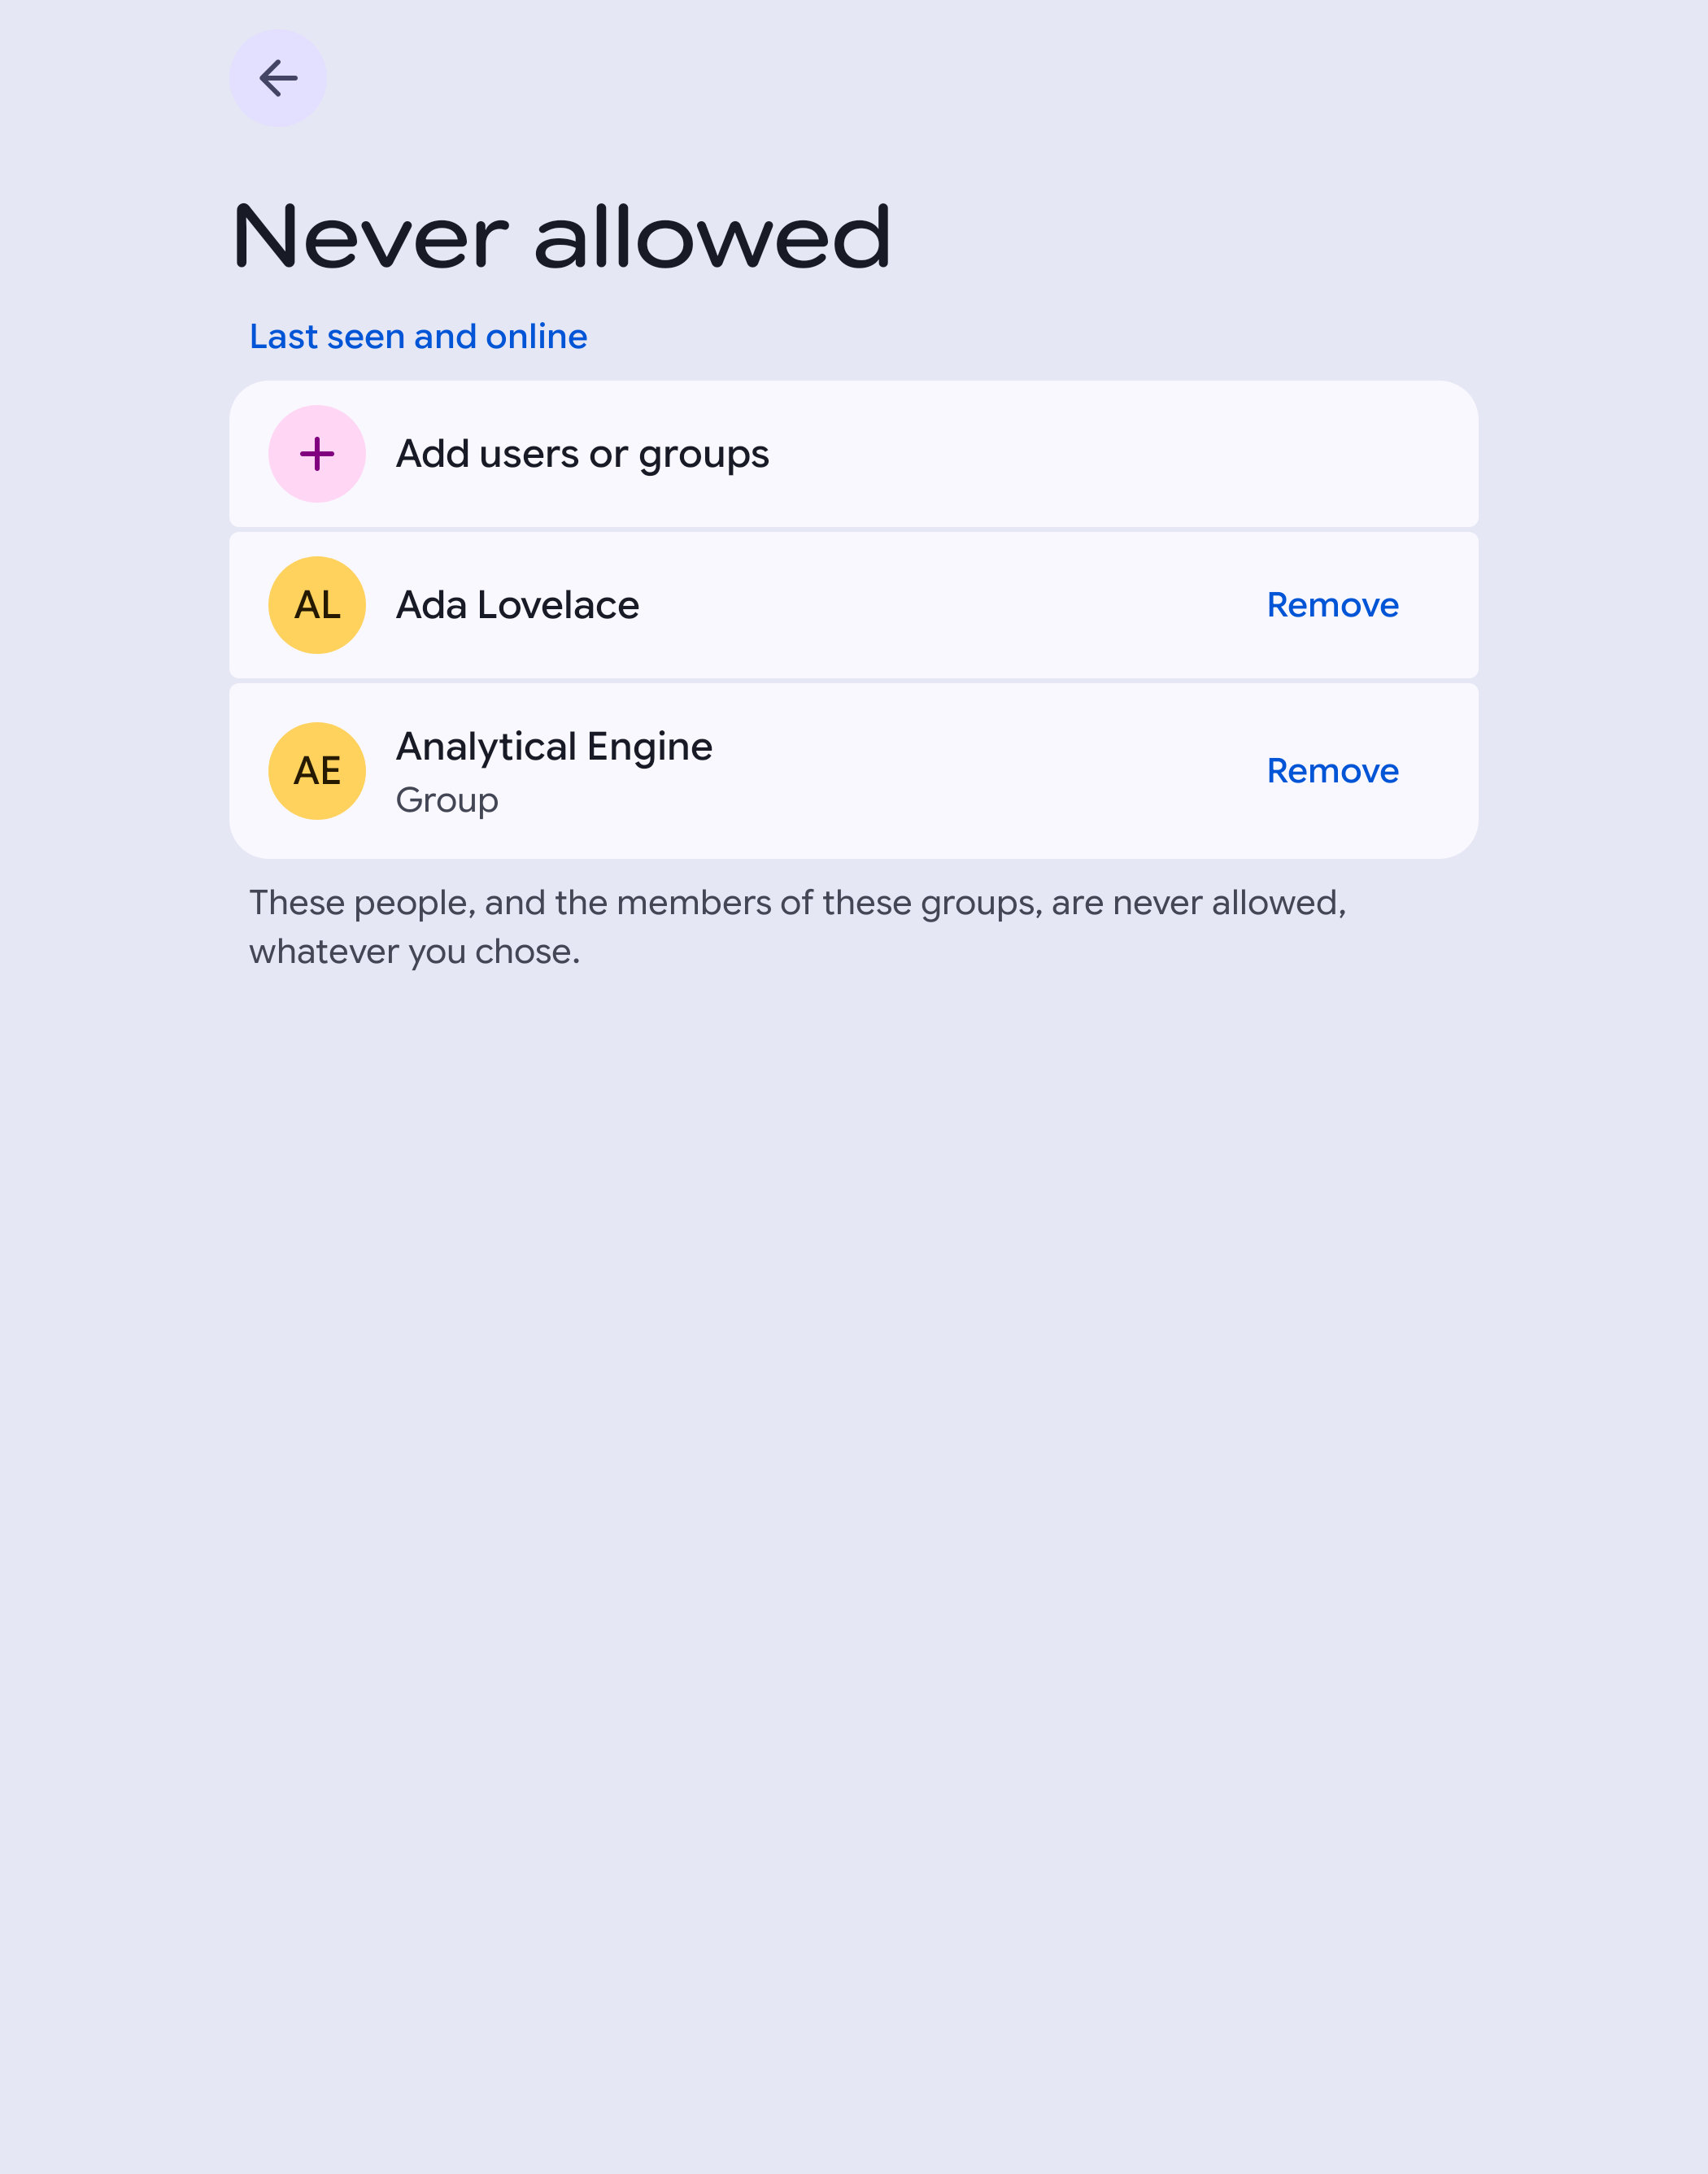 Never allowed
Last seen and online
Add users or groups
AL
Ada Lovelace
Remove
AE
Analytical Engine
Group
Remove
These people, and the members of these groups, are never allowed,
whatever you chose.